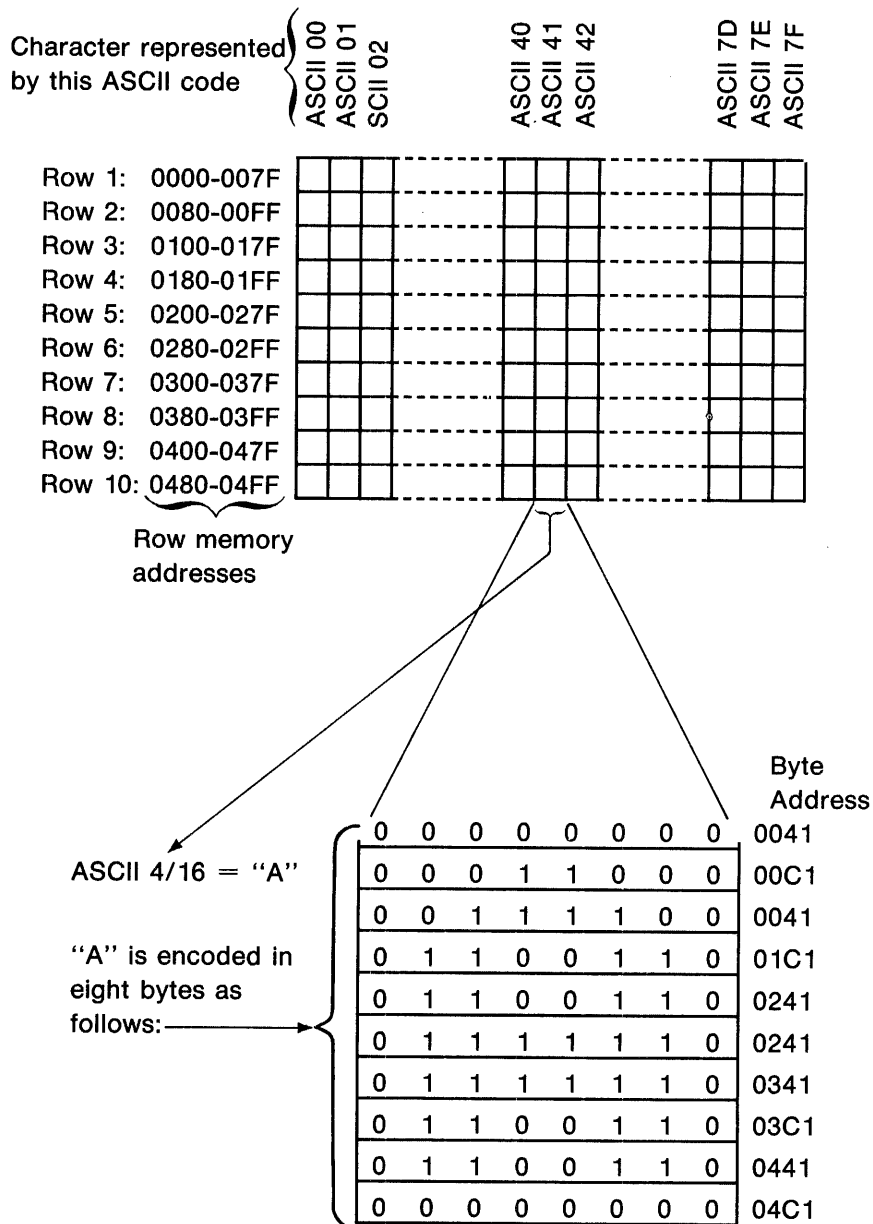 Character represented
by this ASCII code
ASCII 00
ASCII 01
SCII 02
ASCII 40
ASCII 41
ASCII 42
ASCII 7D
ASCII 7E
ASCII 7F
Row 1: 0000-007F
Row 2: 0080-00FF
Row 3: 0100-017F
Row 4: 0180-01FF
Row 5: 0200-027F
Row 6: 0280-02FF
Row 7: 0300-037F
Row 8: 0380-03FF
Row 9: 0400-047F
Row 10: 0480-04FF
Row memory
addresses
Byte
Address
ASCII 4/16 = “A”
“A” is encoded in
eight bytes as
follows:
0 0 0 0 0 0 0 0 0041
0 0 0 1 1 0 0 0 00C1
0 0 1 1 1 1 0 0 0041
0 1 1 0 0 1 1 0 01C1
0 1 1 0 0 1 1 0 0241
0 1 1 1 1 1 1 0 0241
0 1 1 1 1 1 1 0 0341
0 1 1 0 0 1 1 0 03C1
0 1 1 0 0 1 1 0 0441
0 0 0 0 0 0 0 0 04C1